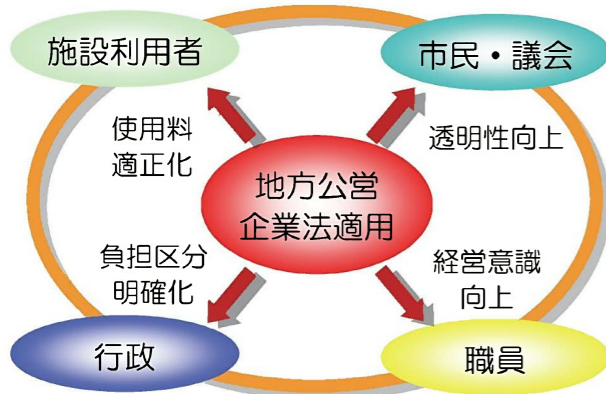 施設利用者
市民・議会
使用料
適正化
透明性向上
地方公営
企業法適用
負担区分
明確化
経営意識
向上
行政
職員